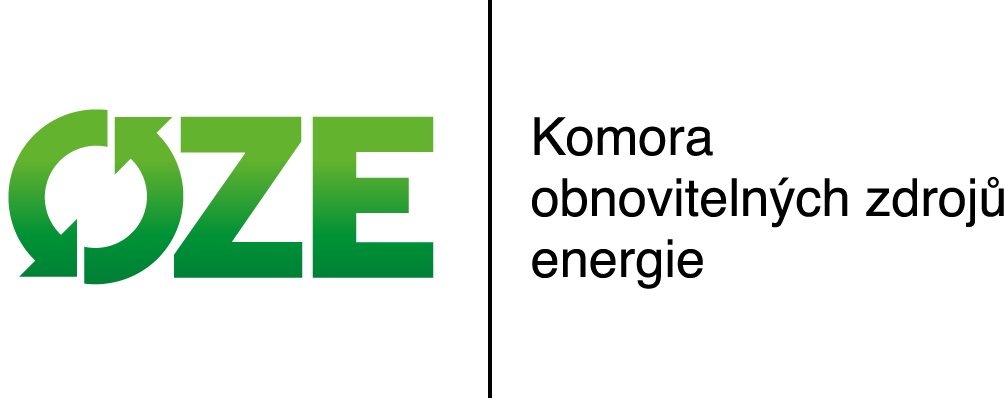 OZE
Komora
obnovitelných zdrojů
energie